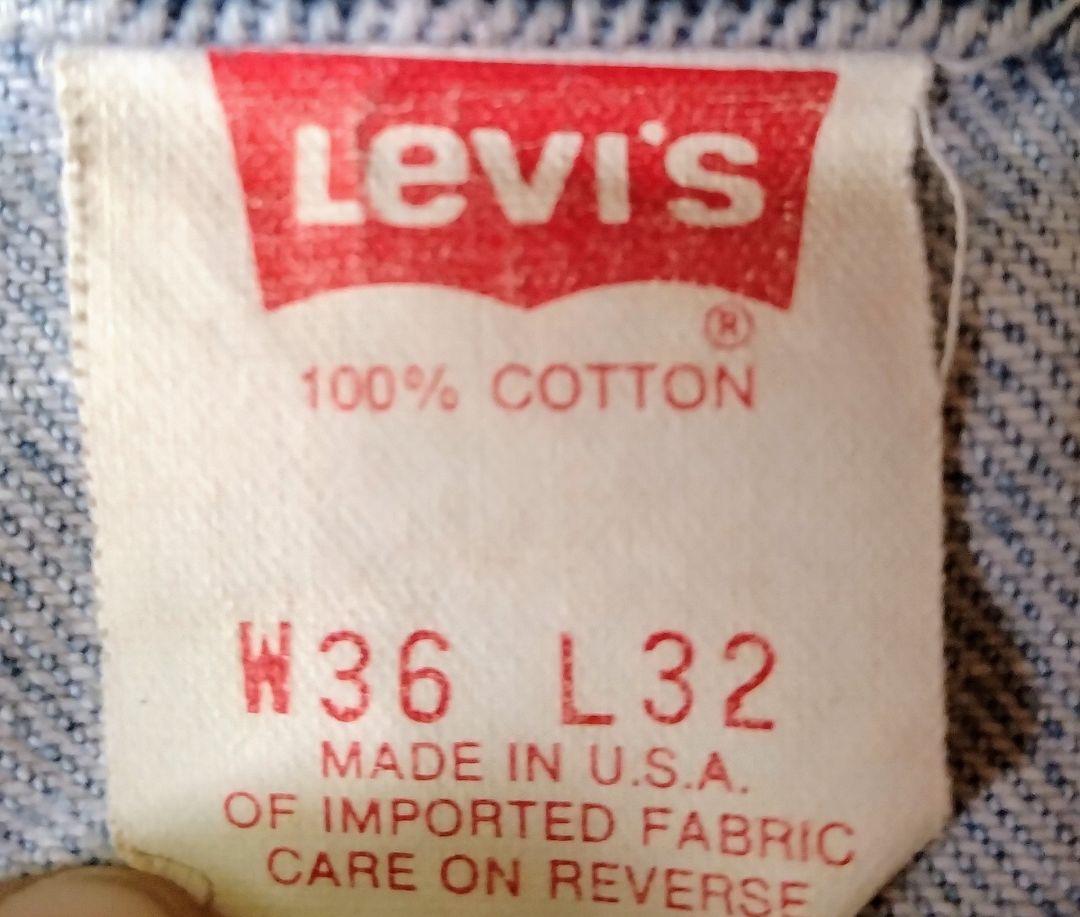 Levi's
®
100% COTTON
W36 L32
MADE IN U.S.A.
OF IMPORTED FABRIC
CARE ON REVERSE